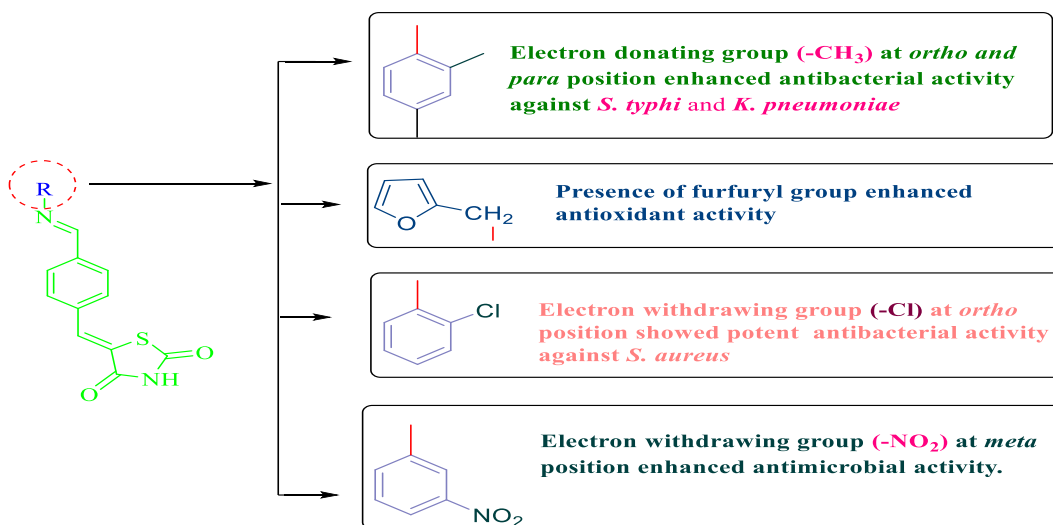 Electron donating group (-CH₃) at ortho and
para position enhanced antibacterial activity
against S. typhi and K. pneumoniae
R
N
S
O
O
NH
O
CH₂
Presence of furfuryl group enhanced
antioxidant activity
Cl
Electron withdrawing group (-Cl) at ortho
position showed potent antibacterial activity
against S. aureus
NO₂
Electron withdrawing group (-NO₂) at meta
position enhanced antimicrobial activity.